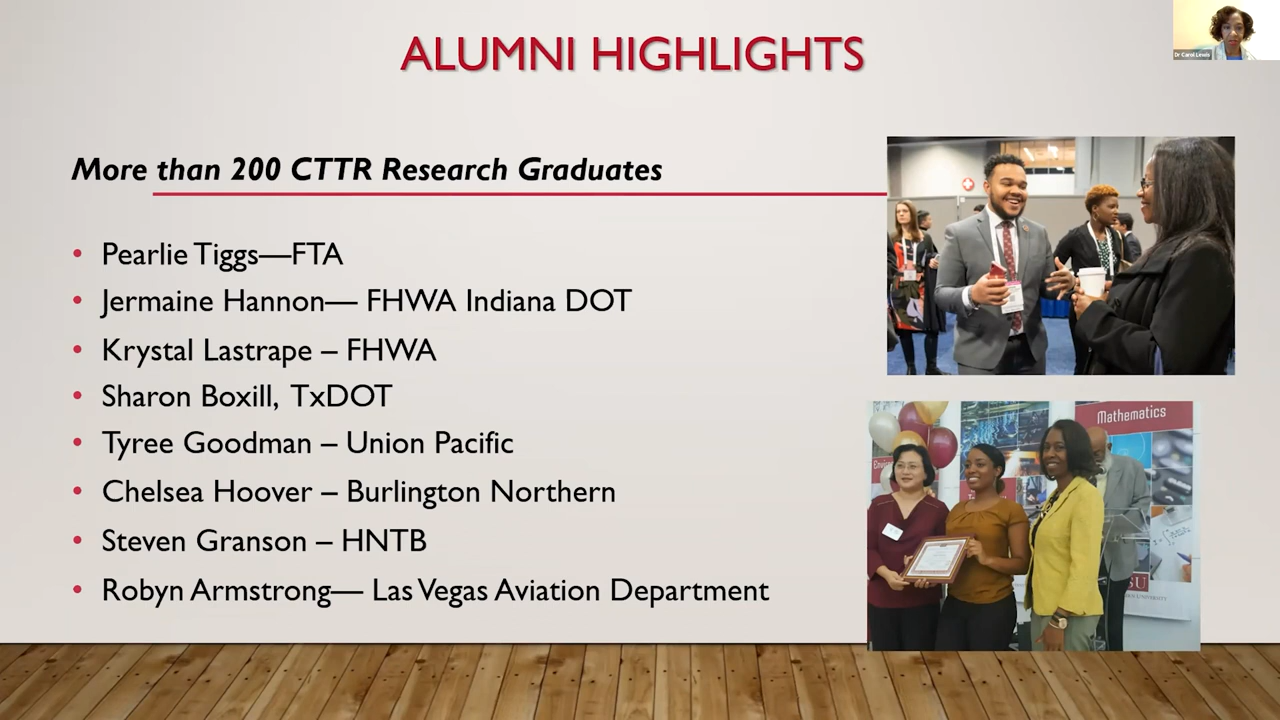 ALUMNI HIGHLIGHTS
Dr Carol Lewis
More than 200 CTTR Research Graduates
• Pearlie Tiggs—FTA
• Jermaine Hannon— FHWA Indiana DOT
• Krystal Lastrape – FHWA
• Sharon Boxill, TxDOT
• Tyree Goodman – Union Pacific
• Chelsea Hoover – Burlington Northern
• Steven Granson – HNTB
• Robyn Armstrong— Las Vegas Aviation Department
Mathematics